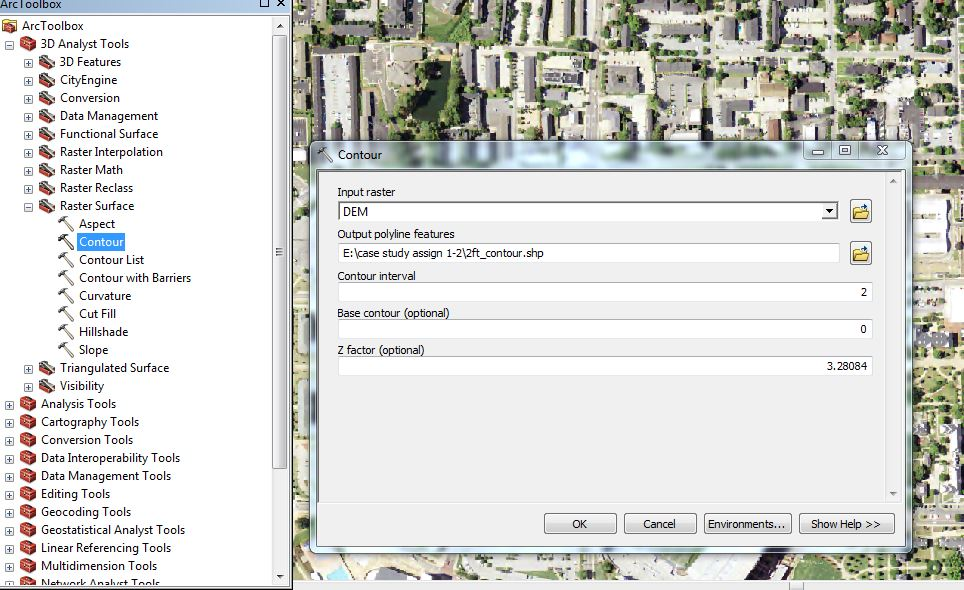 ArcToolbox
ArcToolbox
3D Analyst Tools
3D Features
CityEngine
Conversion
Data Management
Functional Surface
Raster Interpolation
Raster Math
Raster Reclass
Raster Surface
Aspect
Contour
Contour List
Contour with Barriers
Curvature
Cut Fill
Hillshade
Slope
Triangulated Surface
Visibility
Analysis Tools
Cartography Tools
Conversion Tools
Data Interoperability Tools
Data Management Tools
Editing Tools
Geocoding Tools
Geostatistical Analyst Tools
Linear Referencing Tools
Multidimension Tools
Network Analyst Tools
Contour
Input raster
DEM
Output polyline features
E:\case study assign 1-2\2ft_contour.shp
Contour interval
2
Base contour (optional)
0
Z factor (optional)
3.28084
OK
Cancel
Environments...
Show Help >>